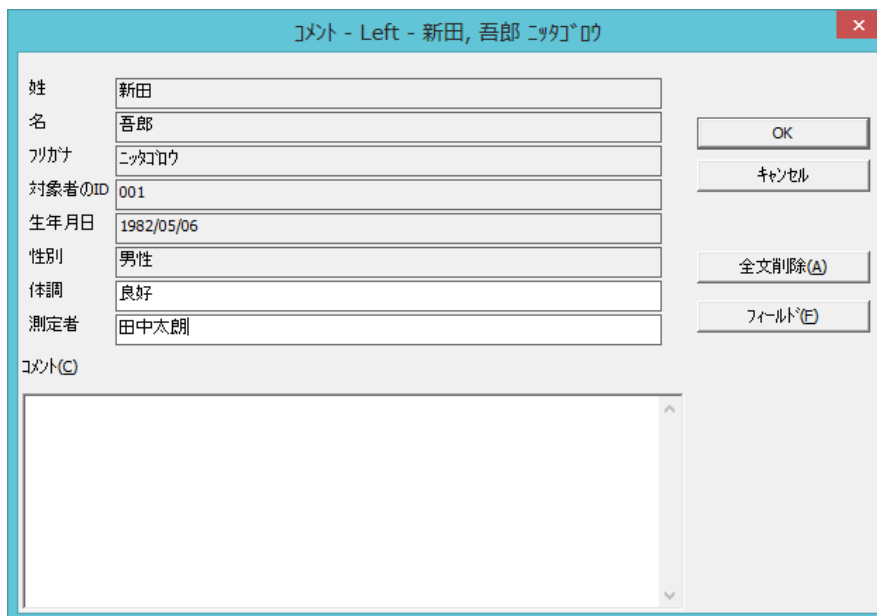 ｺﾒﾝﾄ - Left - 新田, 吾郎 ﾆｯﾀｺﾞﾛｳ
姓 新田
名 吾郎
ﾌﾘｶﾞﾅ ﾆｯﾀｺﾞﾛｳ
対象者のID 001
生年月日 1982/05/06
性別 男性
体調 良好
測定者 田中太朗
OK
ｷｬﾝｾﾙ
全文削除(A)
ﾌｨｰﾙﾄﾞ(F)
ｺﾒﾝﾄ(C)